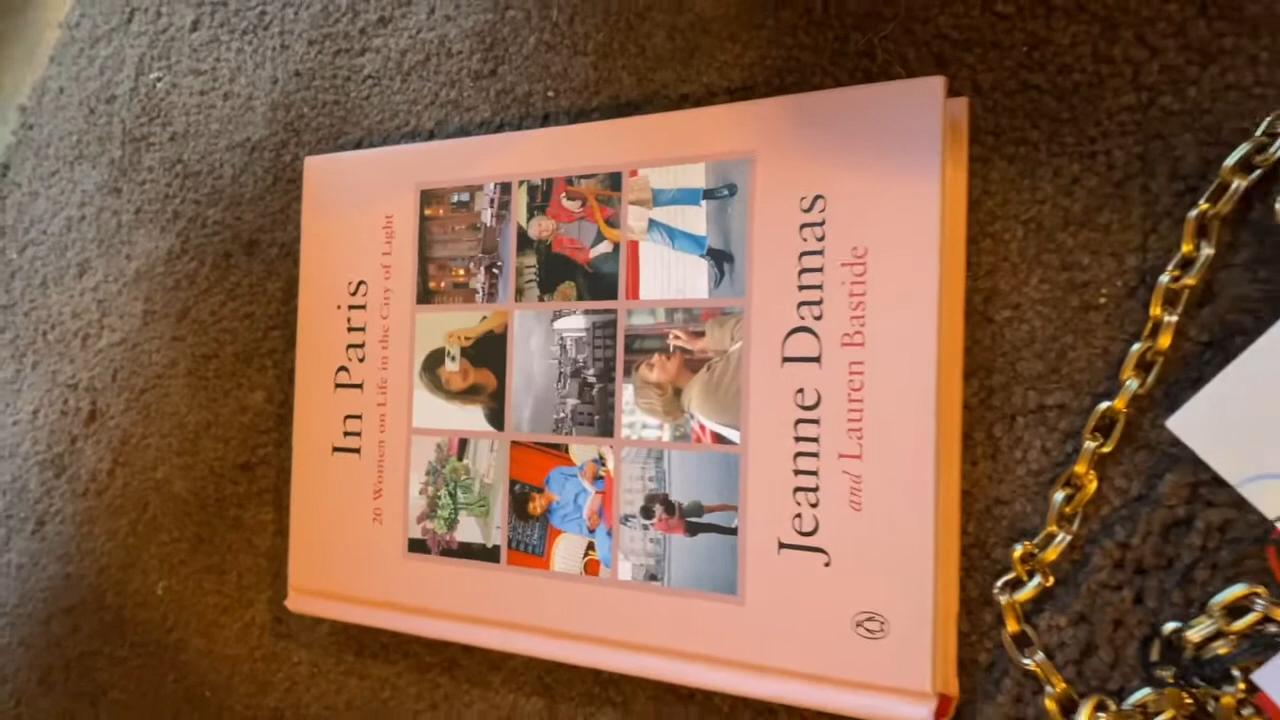 In Paris
20 Women on Life in the City of Light
Jeanne Damas
and Lauren Bastide